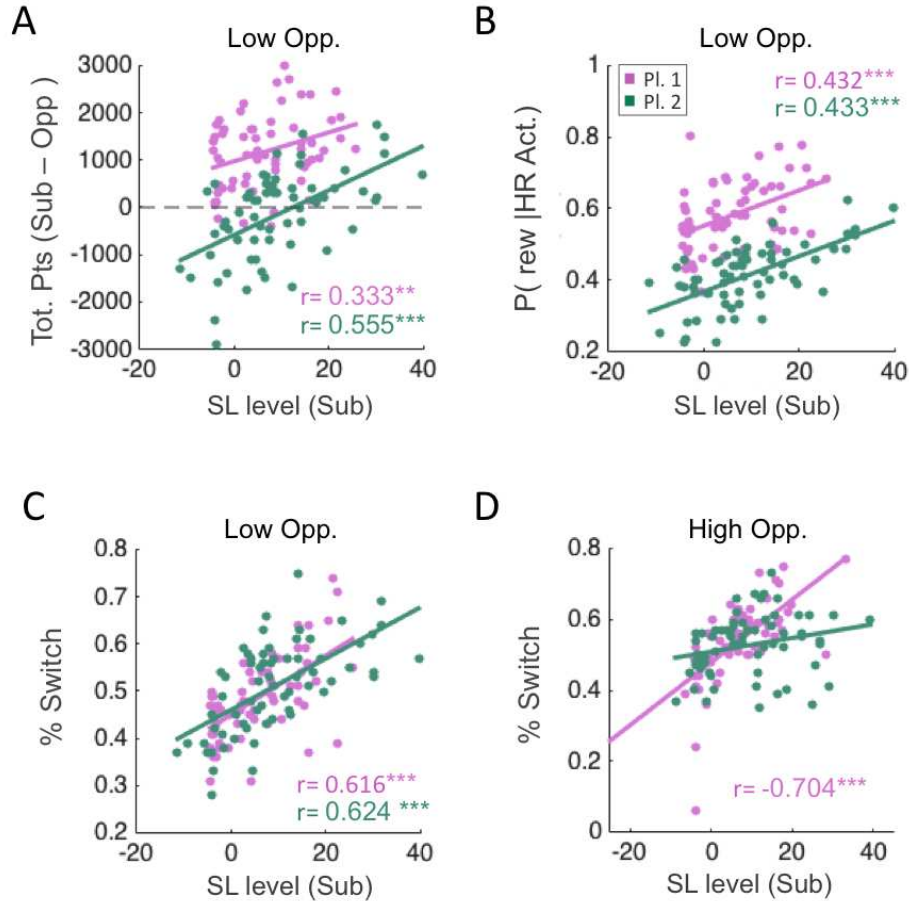 A
Low Opp.
Tot. Pts (Sub – Opp )
3000
2000
1000
0
-1000
-2000
-3000
r= 0.333**
r= 0.555***
-20 0 20 40
SL level (Sub)
B
Low Opp.
P( rew |HR Act.)
1
0.8
0.6
0.4
0.2
Pl. 1
Pl. 2
r= 0.432***
r= 0.433***
-20 0 20 40
SL level (Sub)
C
Low Opp.
% Switch
0.8
0.7
0.6
0.5
0.4
0.3
0.2
r= 0.616***
r= 0.624 ***
-20 0 20 40
SL level (Sub)
D
High Opp.
% Switch
0.8
0.6
0.4
0.2
0
r= -0.704***
-20 0 20 40
SL level (Sub)